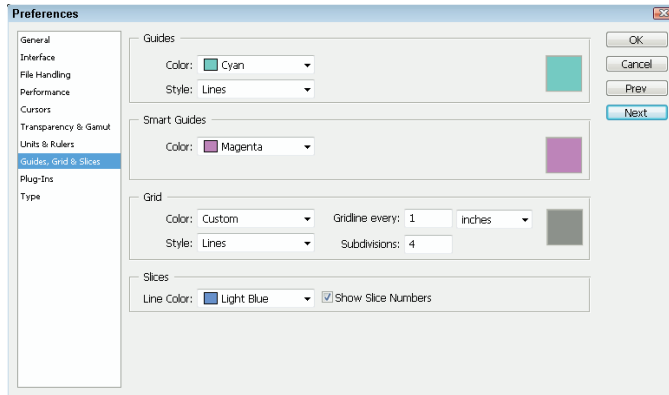 Preferences
General
Interface
File Handling
Performance
Cursors
Transparency & Gamut
Units & Rulers
Guides, Grid & Slices
Plug-Ins
Type
Guides
Color: Cyan
Style: Lines
Smart Guides
Color: Magenta
Grid
Color: Custom Gridline every: 1 inches
Style: Lines Subdivisions: 4
Slices
Line Color: Light Blue Show Slice Numbers
OK
Cancel
Prev
Next